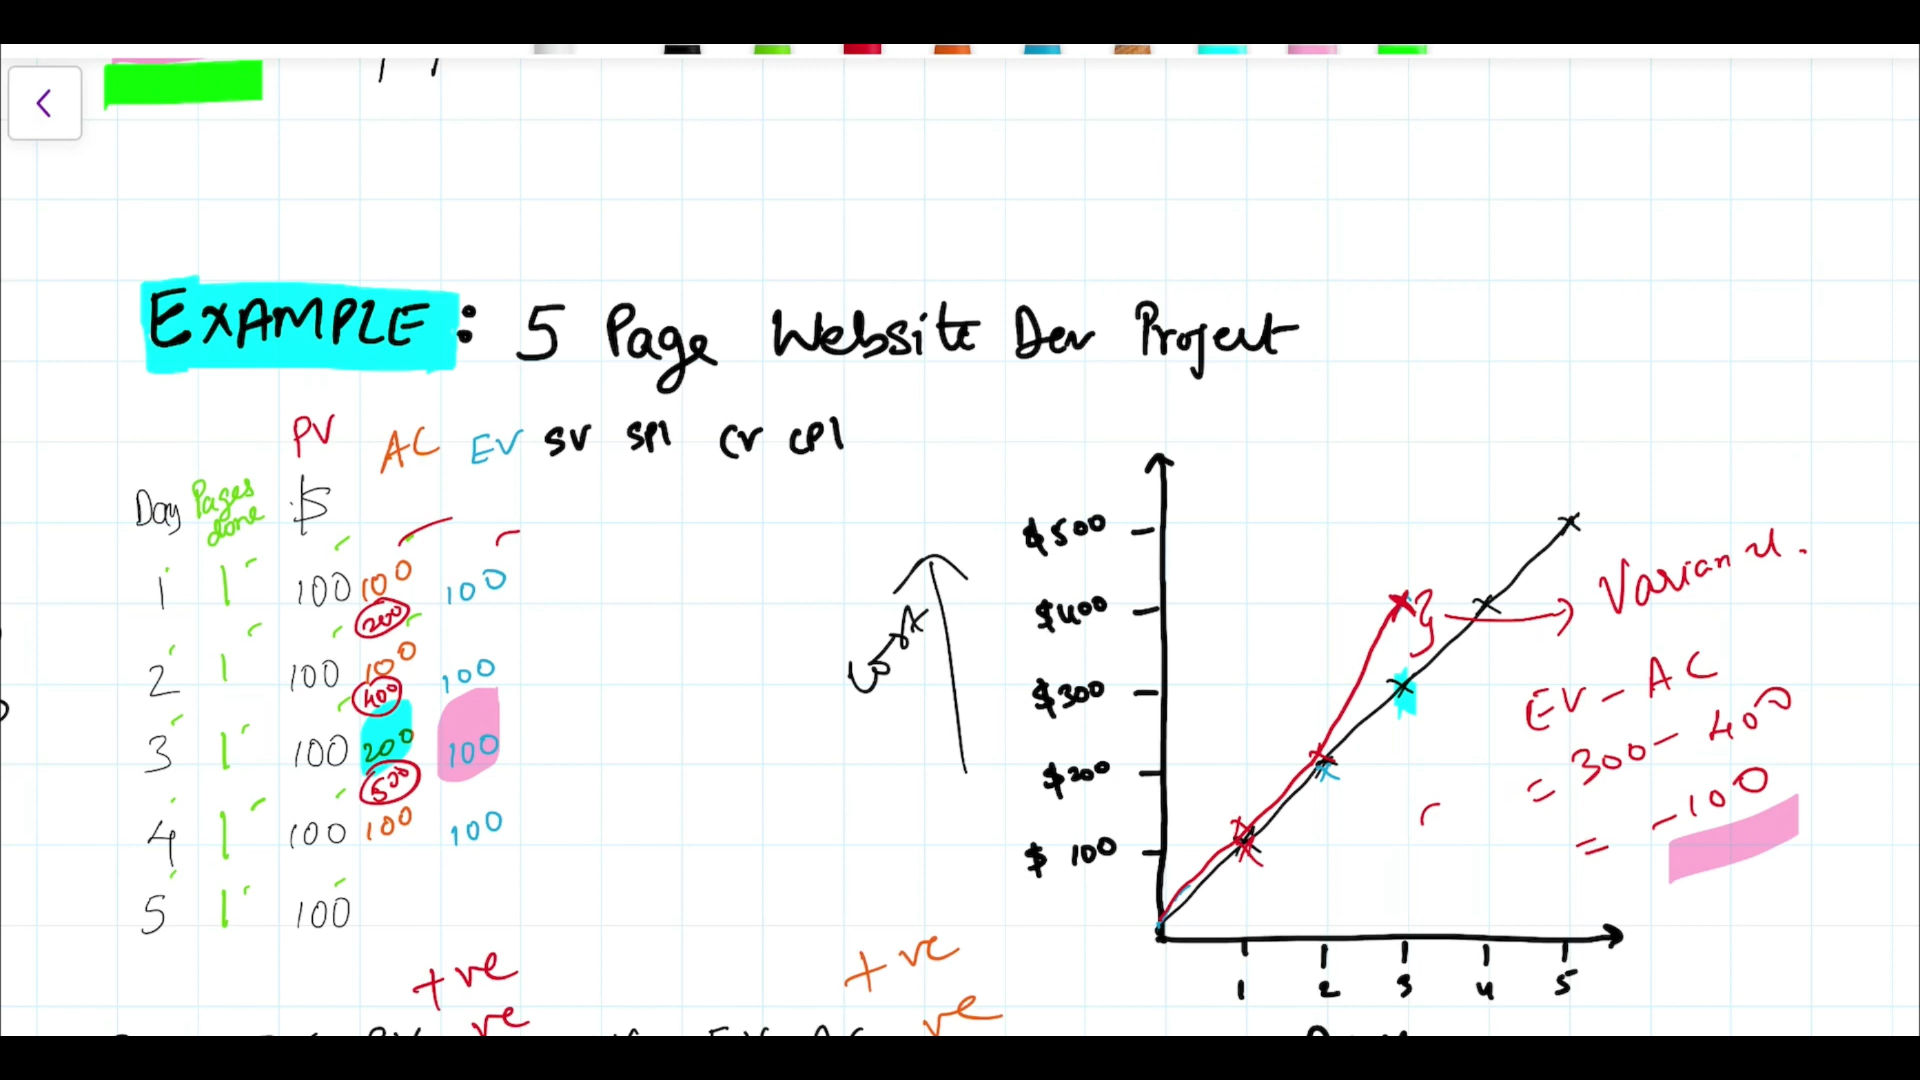 EXAMPLE : 5 Page Website Dev Project
PV AC EV SV SPI CV CPI
Day Pages done $
1 1 100 100 100
200
2 1 100 100 100
400
3 1 100 200 100
500
4 1 100 100 100
5 1 100
+ve
ve
+ve
ve
Work
$500
$400
$300
$200
$ 100
1 2 3 4 5
EV - AC
= 300 - 400
= -100